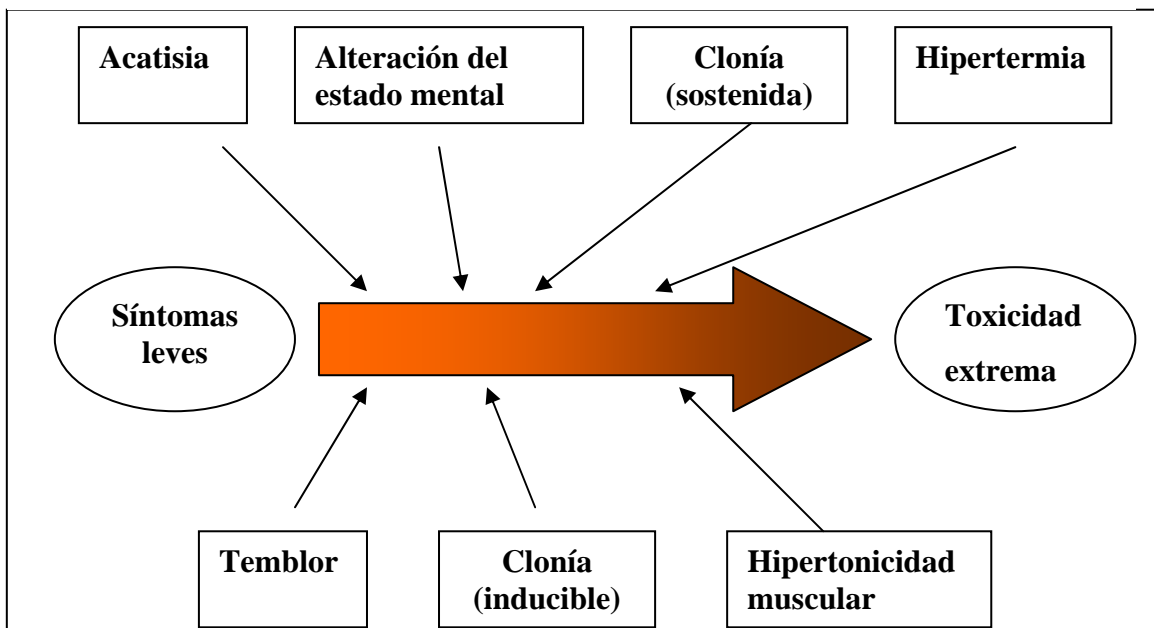 Acatisia
Alteración del
estado mental
Clonía
(sostenida)
Hipertermia
Síntomas
leves
Toxicidad
extrema
Temblor
Clonía
(inducible)
Hipertonicidad
muscular